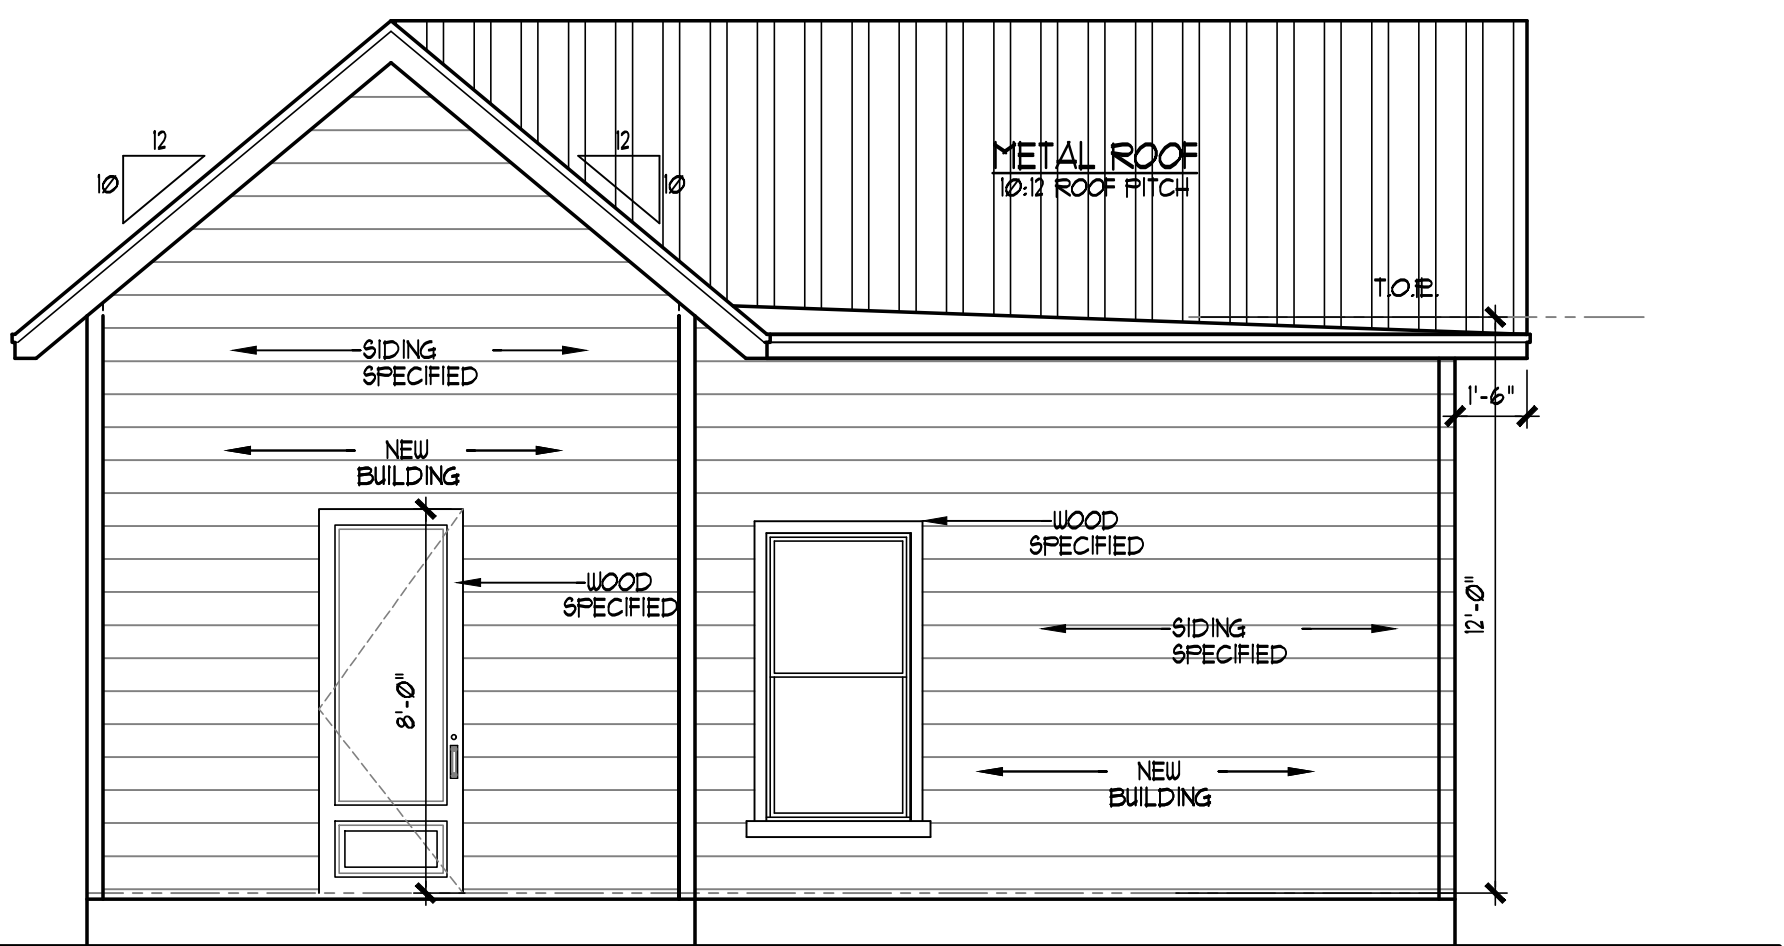 12
10
12
10
METAL ROOF
10:12 ROOF PITCH
T.O.P.
SIDING
SPECIFIED
1'-6"
NEW
BUILDING
WOOD
SPECIFIED
WOOD
SPECIFIED
12'-0"
SIDING
SPECIFIED
8'-0"
NEW
BUILDING